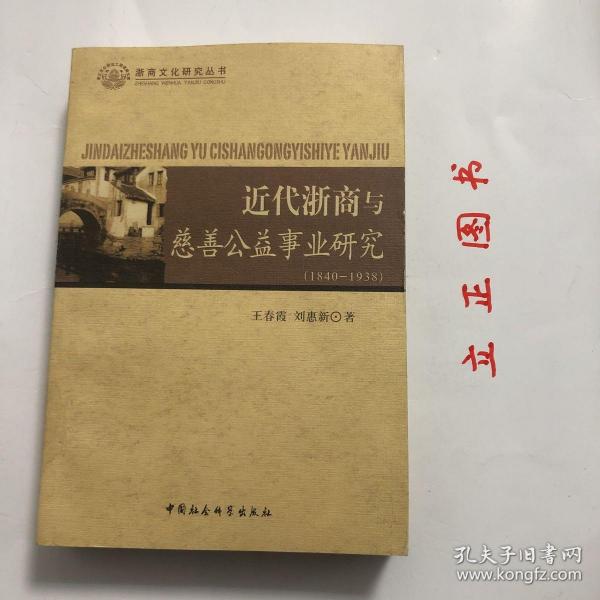 浙商文化研究丛书
ZHESHANG WENHUA YANJIU CONGSHU
JINDAIZHESHANG YU CISHANGONGYISHIYE YANJIU
近代浙商与
慈善公益事业研究
(1840-1938)
王春霞 刘惠新⊙著
中国社会科学出版社
立正图书
孔夫子旧书网
www.kongfz.com